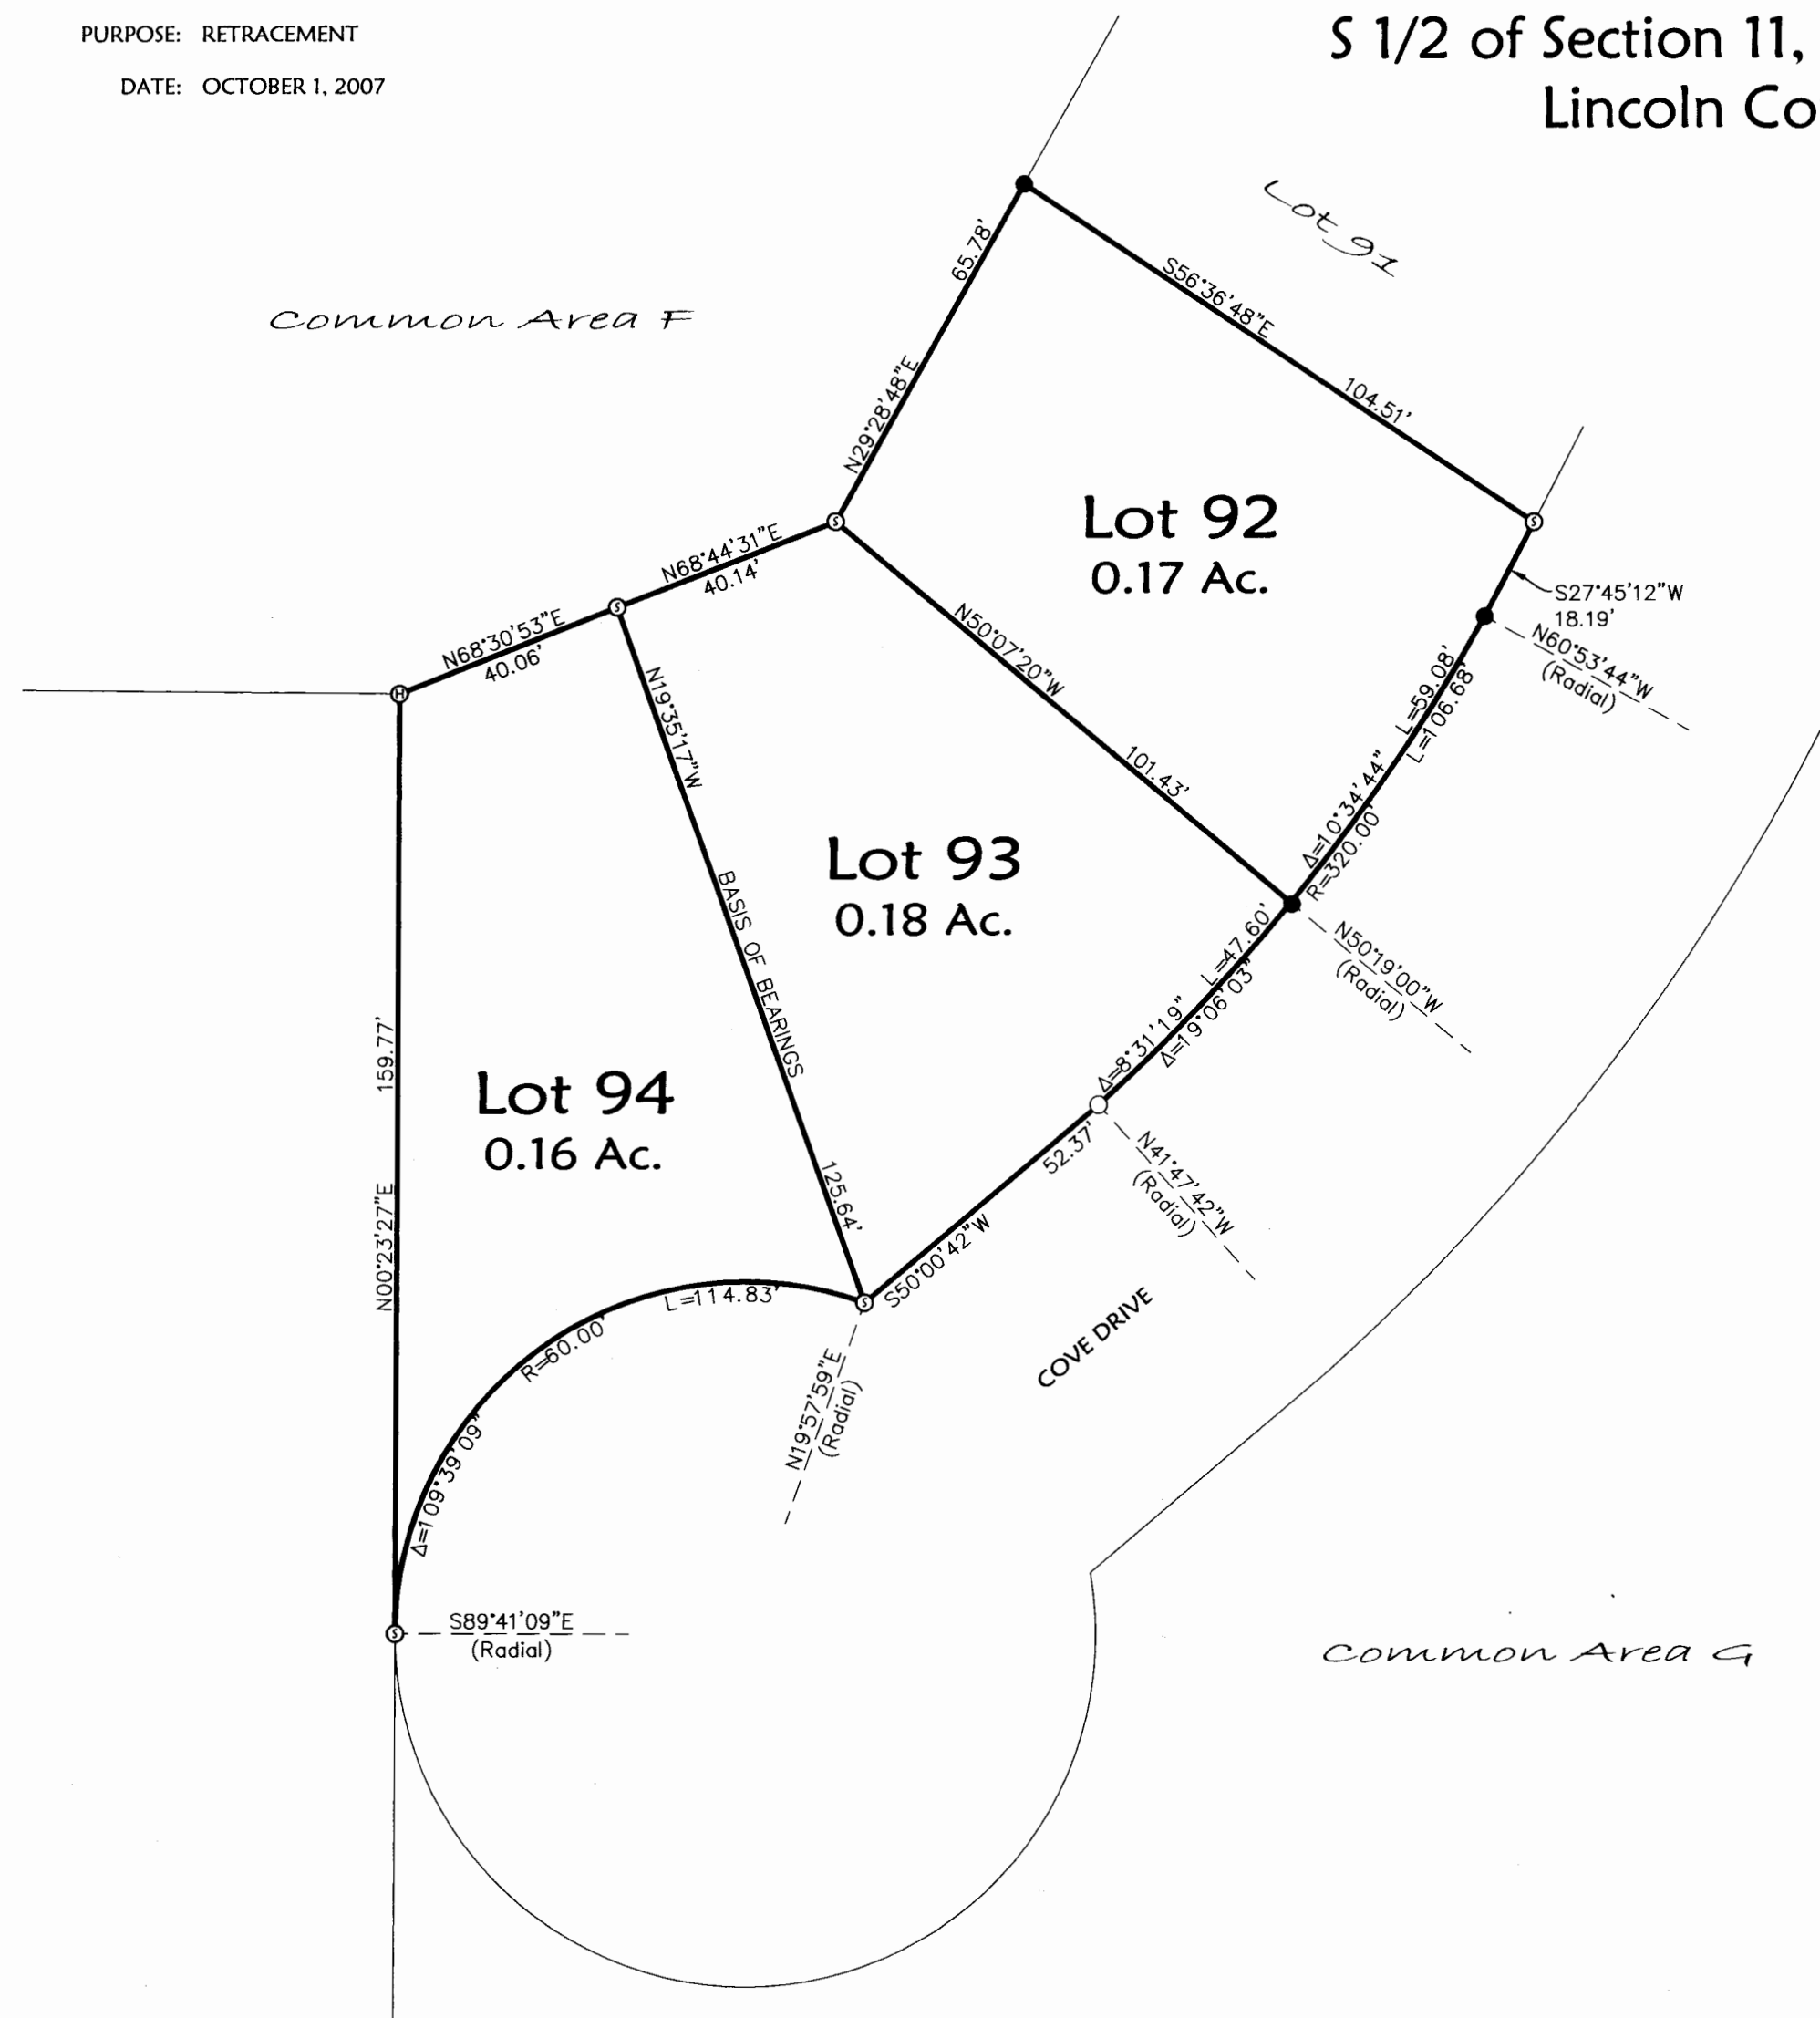 PURPOSE: RETRACEMENT
DATE: OCTOBER 1, 2007
S 1/2 of Section 11,
Lincoln Co
Lot 91
Common Area F
65.78'
N29°28'48"E
S56°36'48"E
104.51'
Lot 92
0.17 Ac.
N68°44'31"E
40.14'
N68°30'53"E
40.06'
S27°45'12"W
18.19'
N60°53'44"W
(Radial)
N50°07'20"W
101.43'
L=59.08'
L=106.68'
Δ=10°34'44"
R=320.00'
N19°35'17"W
BASIS OF BEARINGS
125.64'
Lot 93
0.18 Ac.
N50°19'00"W
(Radial)
L=47.60'
Δ=8°31'19"
Δ=19°06'03"
159.77'
N00°23'27"E
Lot 94
0.16 Ac.
52.37'
S50°00'42"W
N41°47'42"W
(Radial)
COVE DRIVE
L=114.83'
R=60.00'
Δ=109°39'09"
N19°57'59"E
(Radial)
S89°41'09"E
(Radial)
Common Area G
H
S
S
S
S
S